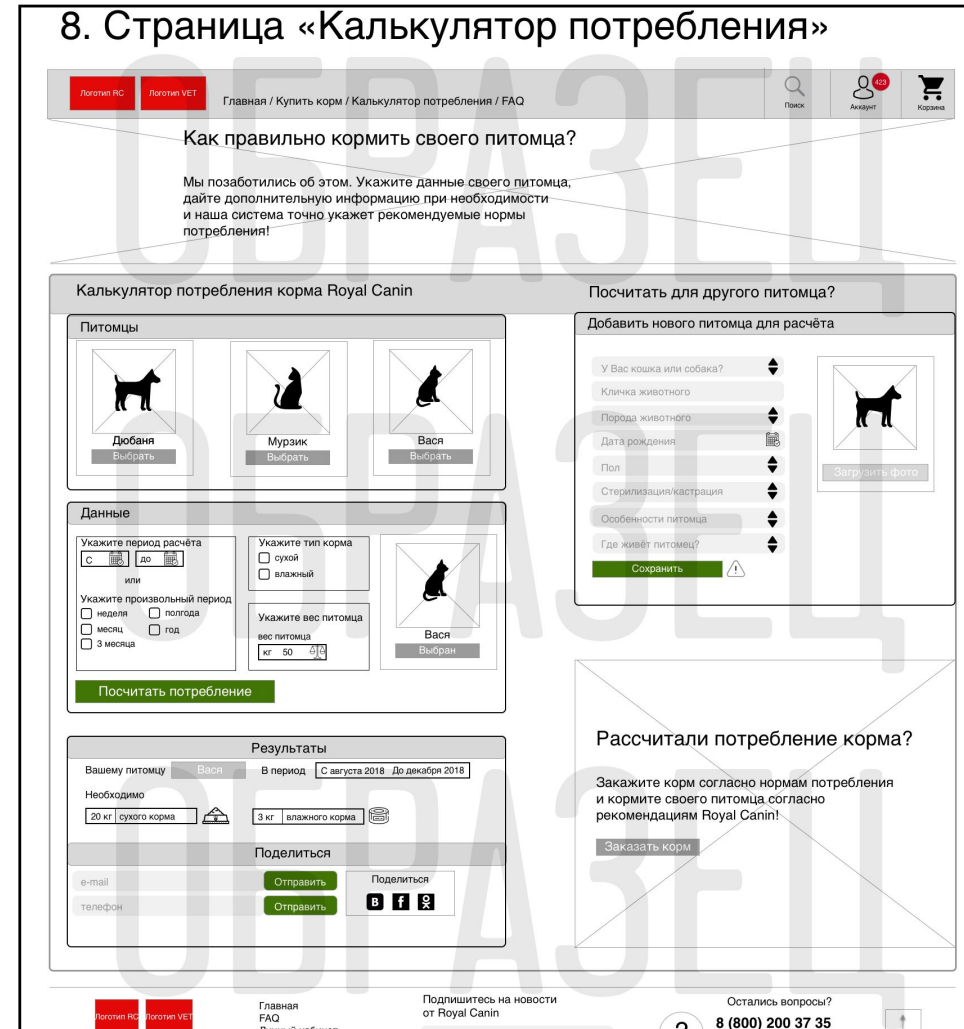 8. Страница «Калькулятор потребления»
Логотип RC
Логотип VET
Главная / Купить корм / Калькулятор потребления / FAQ
Поиск
423
Аккаунт
Корзина
Как правильно кормить своего питомца?
Мы позаботились об этом. Укажите данные своего питомца,
дайте дополнительную информацию при необходимости
и наша система точно укажет рекомендуемые нормы
потребления!
ОБРАЗЕЦ
Калькулятор потребления корма Royal Canin
Питомцы
Дюбаня
Выбрать
Мурзик
Выбрать
Вася
Выбрать
Посчитать для другого питомца?
Добавить нового питомца для расчёта
У Вас кошка или собака?
Кличка животного
Порода животного
Дата рождения
Пол
Стерилизация/кастрация
Особенности питомца
Где живёт питомец?
Сохранить
Загрузить фото
ОБРАЗЕЦ
Данные
Укажите период расчёта
С
до
или
Укажите произвольный период
неделя
полгода
месяц
год
3 месяца
Укажите тип корма
сухой
влажный
Укажите вес питомца
вес питомца
кг 50
Вася
Выбран
Посчитать потребление
Результаты
Вашему питомцу Вася В период С августа 2018 До декабря 2018
Необходимо
20 кг сухого корма
3 кг влажного корма
Поделиться
e-mail
Отправить
телефон
Отправить
Поделиться
Рассчитали потребление корма?
Закажите корм согласно нормам потребления
и кормите своего питомца согласно
рекомендациям Royal Canin!
Заказать корм
ОБРАЗЕЦ
Логотип RC
Логотип VET
Главная
FAQ
Подпишитесь на новости
от Royal Canin
Остались вопросы?
8 (800) 200 37 35